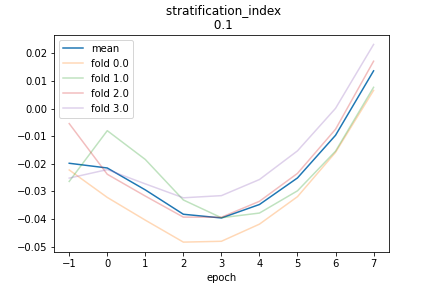 stratification_index
0.1
mean
fold 0.0
fold 1.0
fold 2.0
fold 3.0
0.02
0.01
0.00
−0.01
−0.02
−0.03
−0.04
−0.05
−1 0 1 2 3 4 5 6 7
epoch